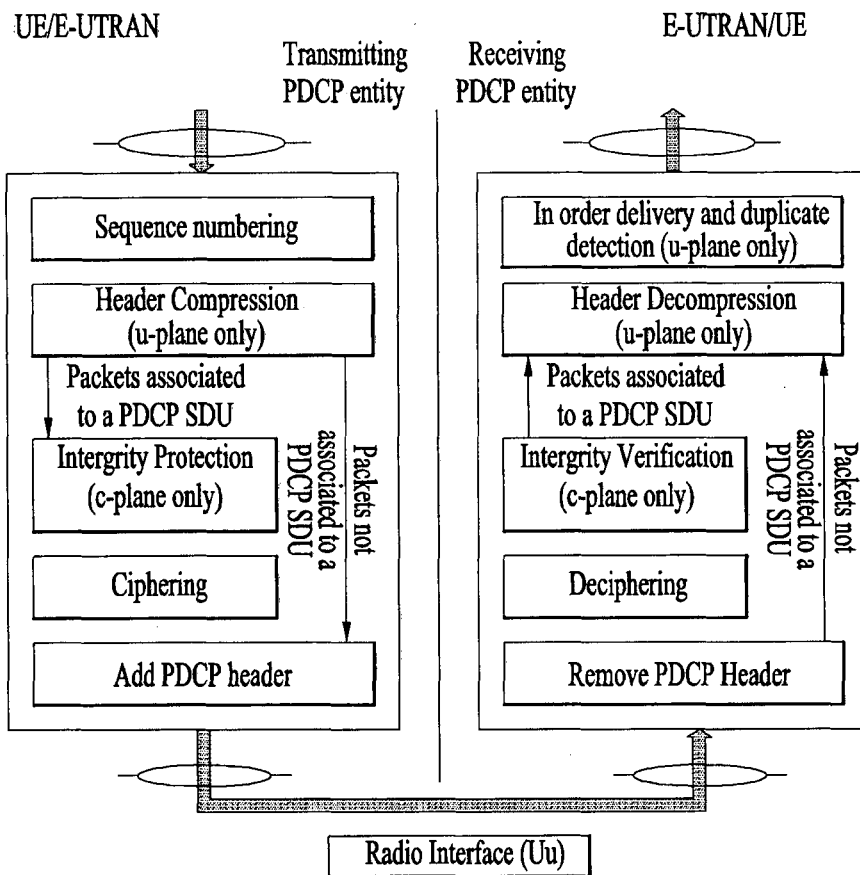 UE/E-UTRAN
E-UTRAN/UE
Transmitting
PDCP entity
Receiving
PDCP entity
Sequence numbering
Header Compression
(u-plane only)
Packets associated
to a PDCP SDU
Intergrity Protection
(c-plane only)
Packets not
associated to a
PDCP SDU
Ciphering
Add PDCP header
In order delivery and duplicate
detection (u-plane only)
Header Decompression
(u-plane only)
Packets associated
to a PDCP SDU
Intergrity Verification
(c-plane only)
Packets not
associated to a
PDCP SDU
Deciphering
Remove PDCP Header
Radio Interface (Uu)